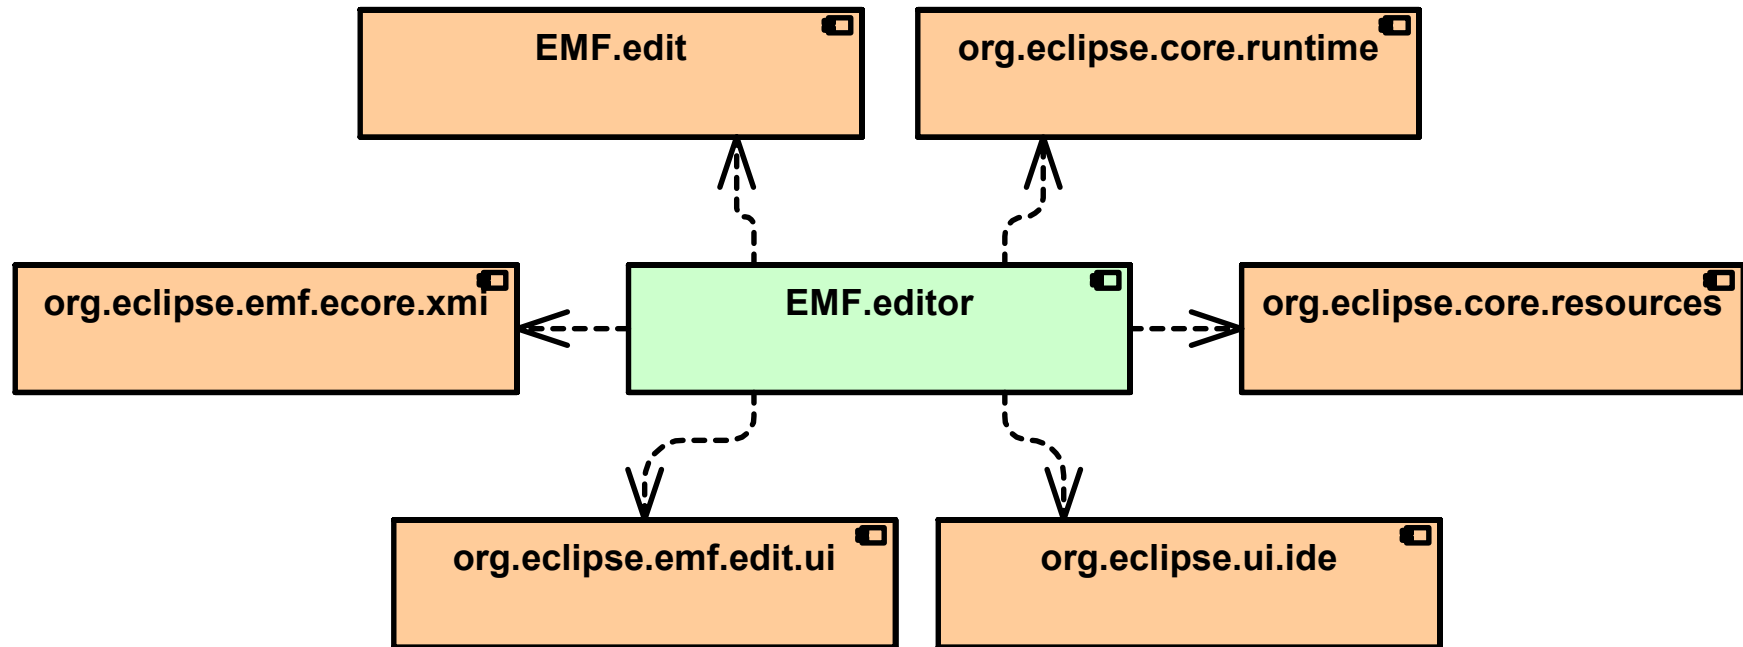 EMF.edit
org.eclipse.core.runtime
org.eclipse.emf.ecore.xmi
EMF.editor
org.eclipse.core.resources
org.eclipse.emf.edit.ui
org.eclipse.ui.ide